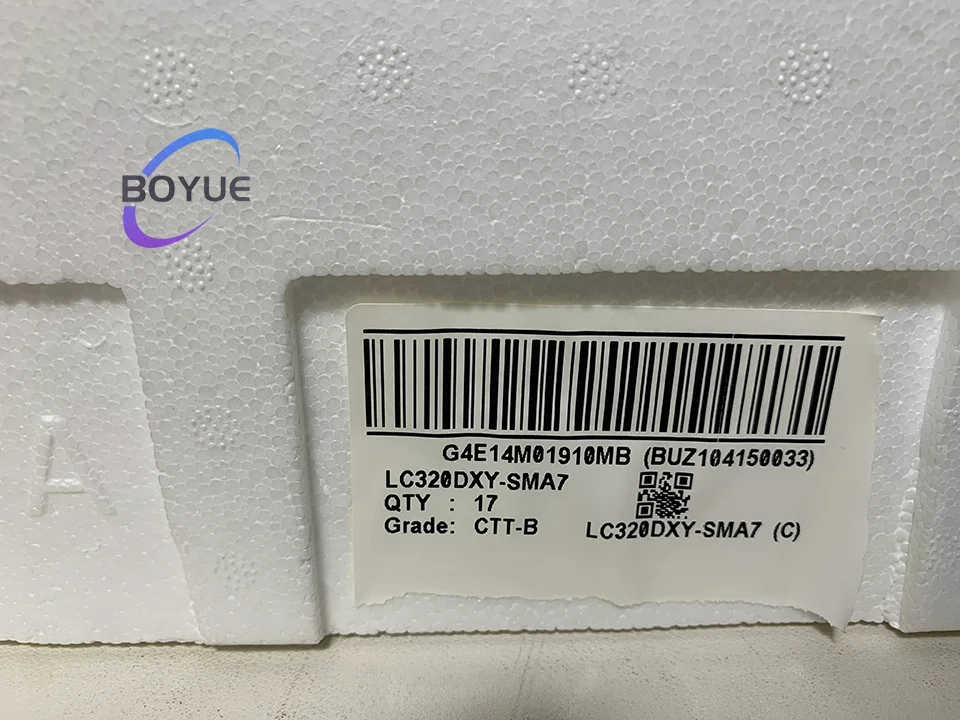 BOYUE
A
G4E14M01910MB (BUZ104150033)
LC320DXY-SMA7
QTY : 17
Grade: CTT-B
LC320DXY-SMA7 (C)